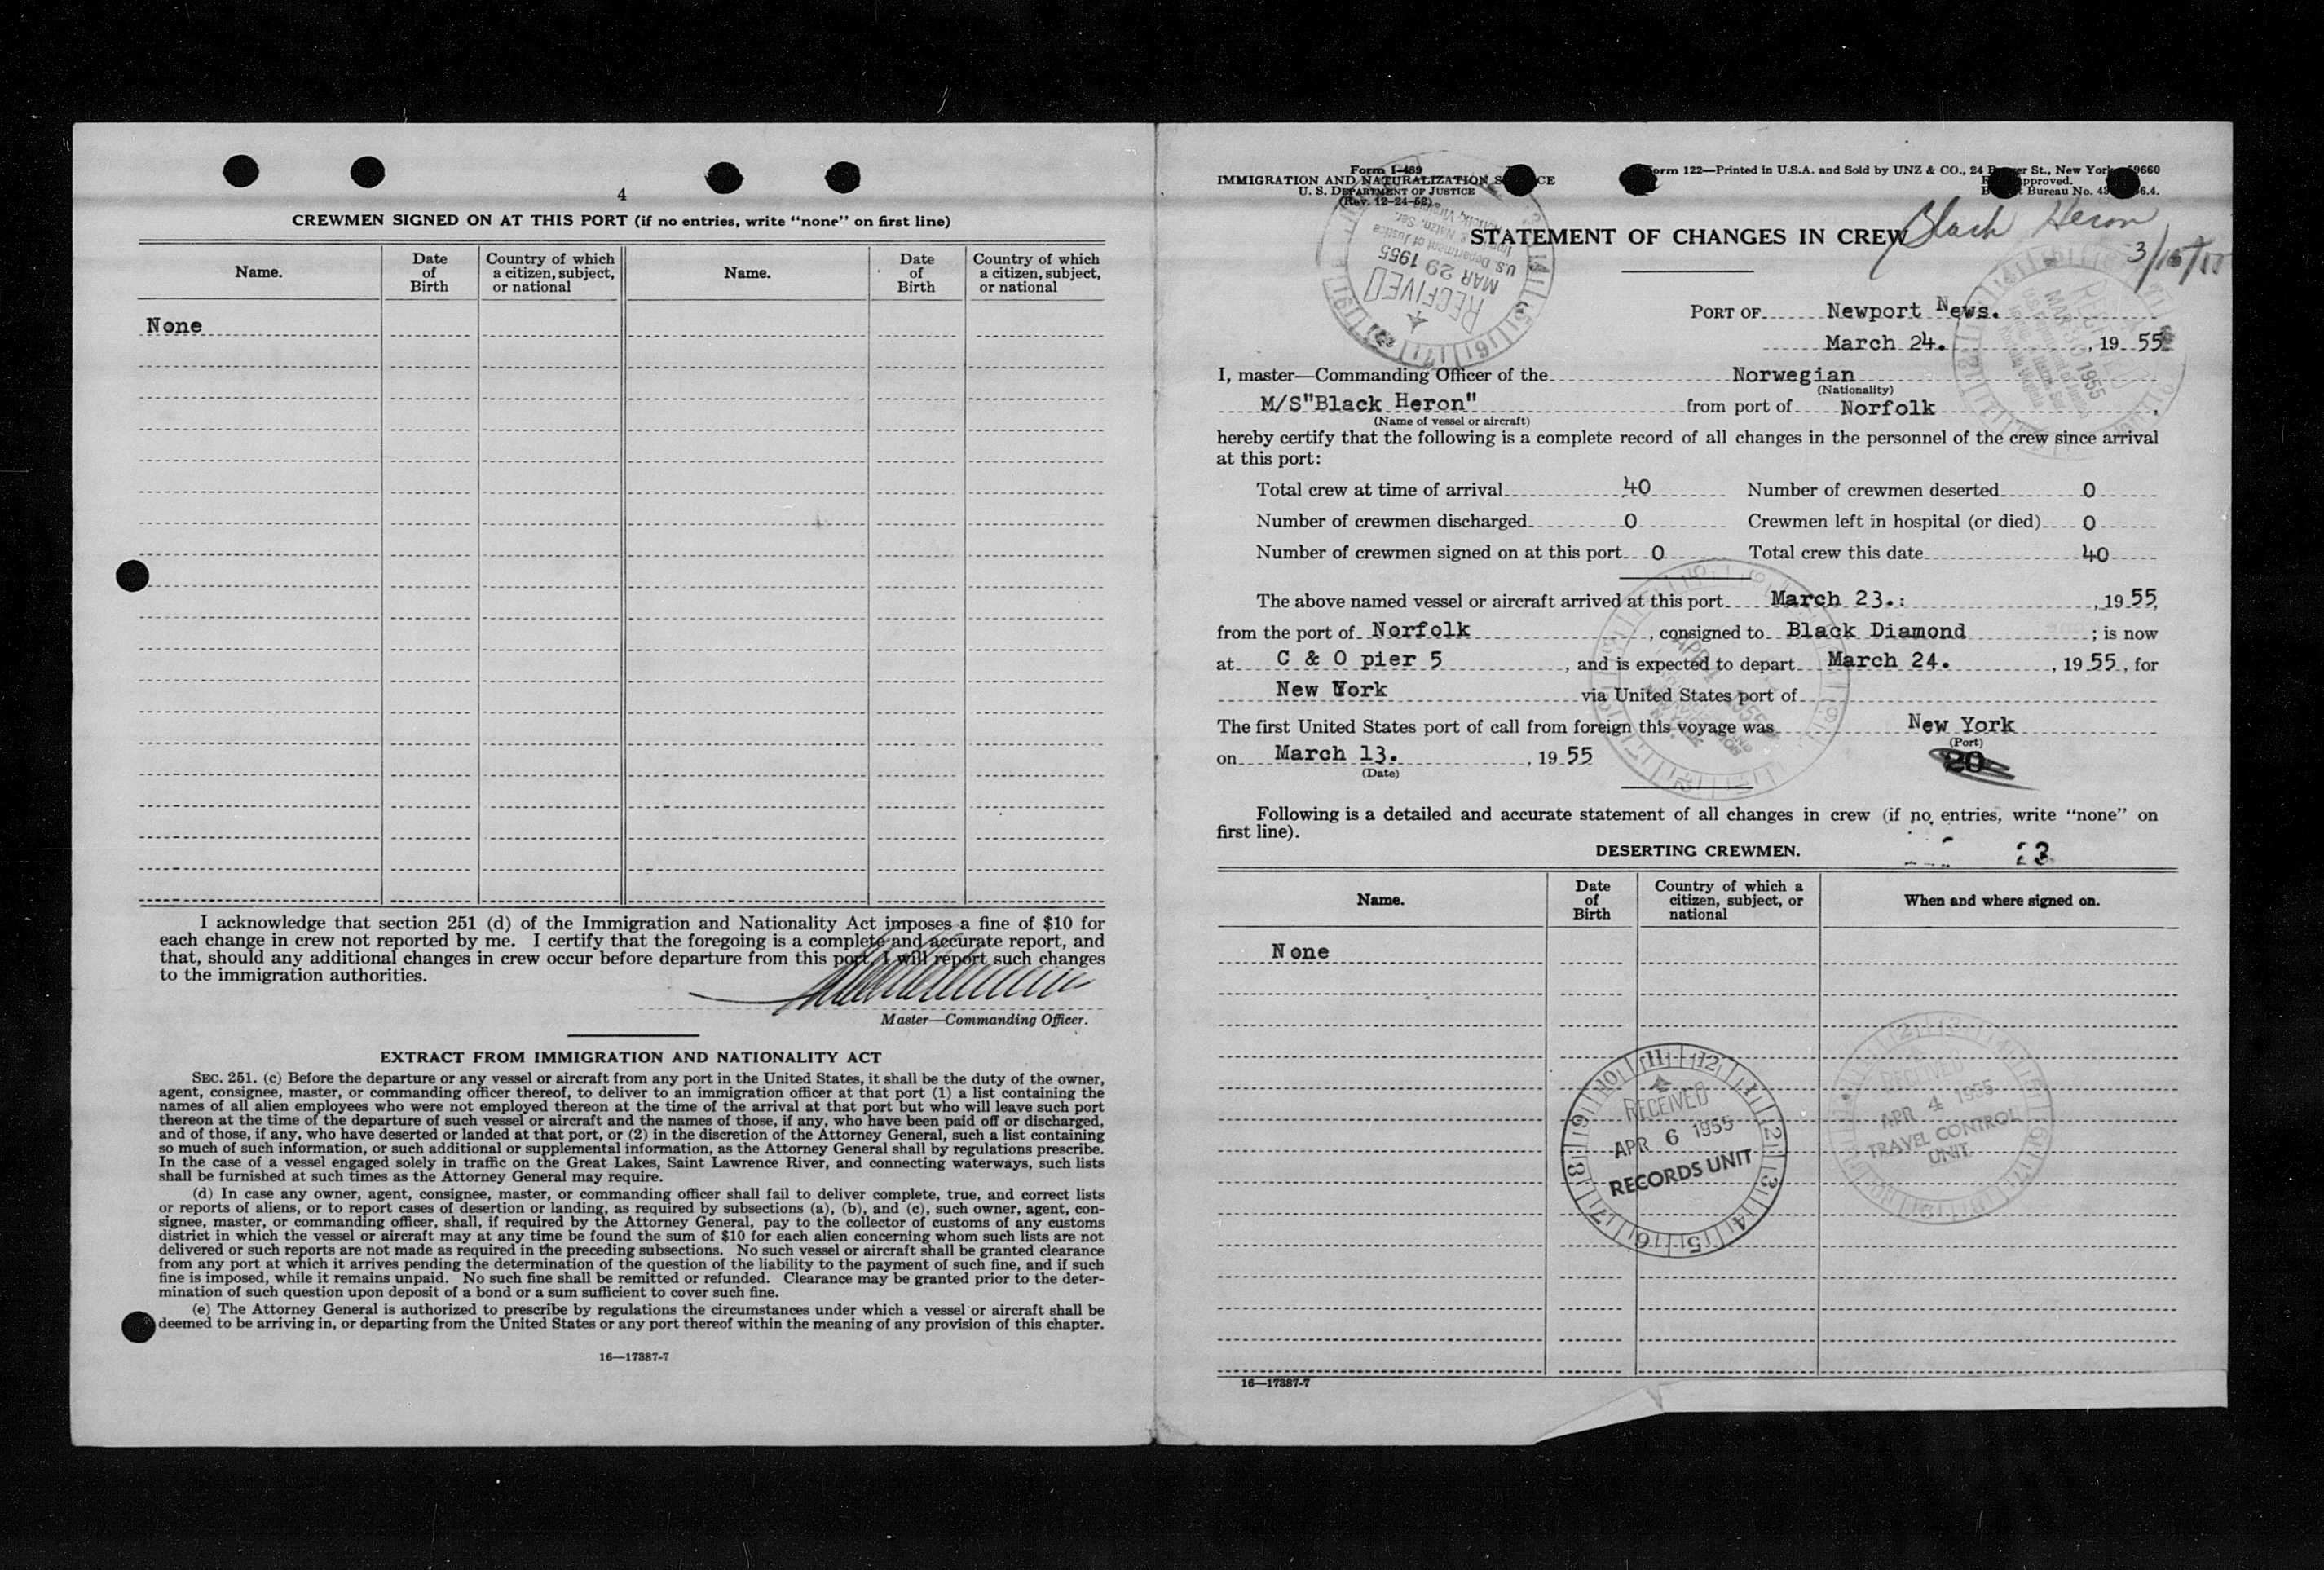 4
CREWMEN SIGNED ON AT THIS PORT (if no entries, write "none" on first line)
Name. Date of Birth Country of which a citizen, subject, or national Name. Date of Birth Country of which a citizen, subject, or national
None
I acknowledge that section 251 (d) of the Immigration and Nationality Act imposes a fine of $10 for
each change in crew not reported by me. I certify that the foregoing is a complete and accurate report, and
that, should any additional changes in crew occur before departure from this port, I will report such changes
to the immigration authorities.
Master—Commanding Officer.
EXTRACT FROM IMMIGRATION AND NATIONALITY ACT
SEC. 251. (c) Before the departure or any vessel or aircraft from any port in the United States, it shall be the duty of the owner,
agent, consignee, master, or commanding officer thereof, to deliver to an immigration officer at that port (1) a list containing the
names of all alien employees who were not employed thereon at the time of the arrival at that port but who will leave such port
thereon at the time of the departure of such vessel or aircraft and the names of those, if any, who have been paid off or discharged,
and of those, if any, who have deserted or landed at that port, or (2) in the discretion of the Attorney General, such a list containing
so much of such information, or such additional or supplemental information, as the Attorney General shall by regulations prescribe.
In the case of a vessel engaged solely in traffic on the Great Lakes, Saint Lawrence River, and connecting waterways, such lists
shall be furnished at such times as the Attorney General may require.
(d) In case any owner, agent, consignee, master, or commanding officer shall fail to deliver complete, true, and correct lists
or reports of aliens, or to report cases of desertion or landing, as required by subsections (a), (b), and (c), such owner, agent, con-
signee, master, or commanding officer, shall, if required by the Attorney General, pay to the collector of customs of any customs
district in which the vessel or aircraft may at any time be found the sum of $10 for each alien concerning whom such lists are not
delivered or such reports are not made as required in the preceding subsections. No such vessel or aircraft shall be granted clearance
from any port at which it arrives pending the determination of the question of the liability to the payment of such fine, and if such
fine is imposed, while it remains unpaid. No such fine shall be remitted or refunded. Clearance may be granted prior to the deter-
mination of such question upon deposit of a bond or a sum sufficient to cover such fine.
(e) The Attorney General is authorized to prescribe by regulations the circumstances under which a vessel or aircraft shall be
deemed to be arriving in, or departing from the United States or any port thereof within the meaning of any provision of this chapter.
16—17387-7
Form I-489
IMMIGRATION AND NATURALIZATION
U. S. DEPARTMENT OF JUSTICE
(Rev. 12-24-52)
Form 122—Printed in U.S.A. and Sold by UNZ & CO., 24 St., New York
approved.
Bureau No.
Black Heron
STATEMENT OF CHANGES IN CREW
RECEIVED
MAR 29 1955
U.S. Department of Justice
PORT OF Newport News.
March 24. , 19 55
I, master—Commanding Officer of the Norwegian
(Nationality)
M/S"Black Heron" from port of Norfolk ,
(Name of vessel or aircraft)
hereby certify that the following is a complete record of all changes in the personnel of the crew since arrival
at this port:
Total crew at time of arrival 40 Number of crewmen deserted 0
Number of crewmen discharged 0 Crewmen left in hospital (or died) 0
Number of crewmen signed on at this port 0 Total crew this date 40
The above named vessel or aircraft arrived at this port March 23.: , 19 55,
from the port of Norfolk , consigned to Black Diamond ; is now
at C & O pier 5 , and is expected to depart March 24. , 19 55 , for
New York via United States port of
The first United States port of call from foreign this voyage was New York
(Port)
on March 13. , 19 55
(Date)
20
Following is a detailed and accurate statement of all changes in crew (if no entries, write "none" on
first line).
DESERTING CREWMEN.
Name. Date of Birth Country of which a citizen, subject, or national When and where signed on.
None
RECEIVED
APR 6 1955
RECORDS UNIT
RECEIVED
APR 4 1955
TRAVEL CONTROL
UNIT
16—17387-7